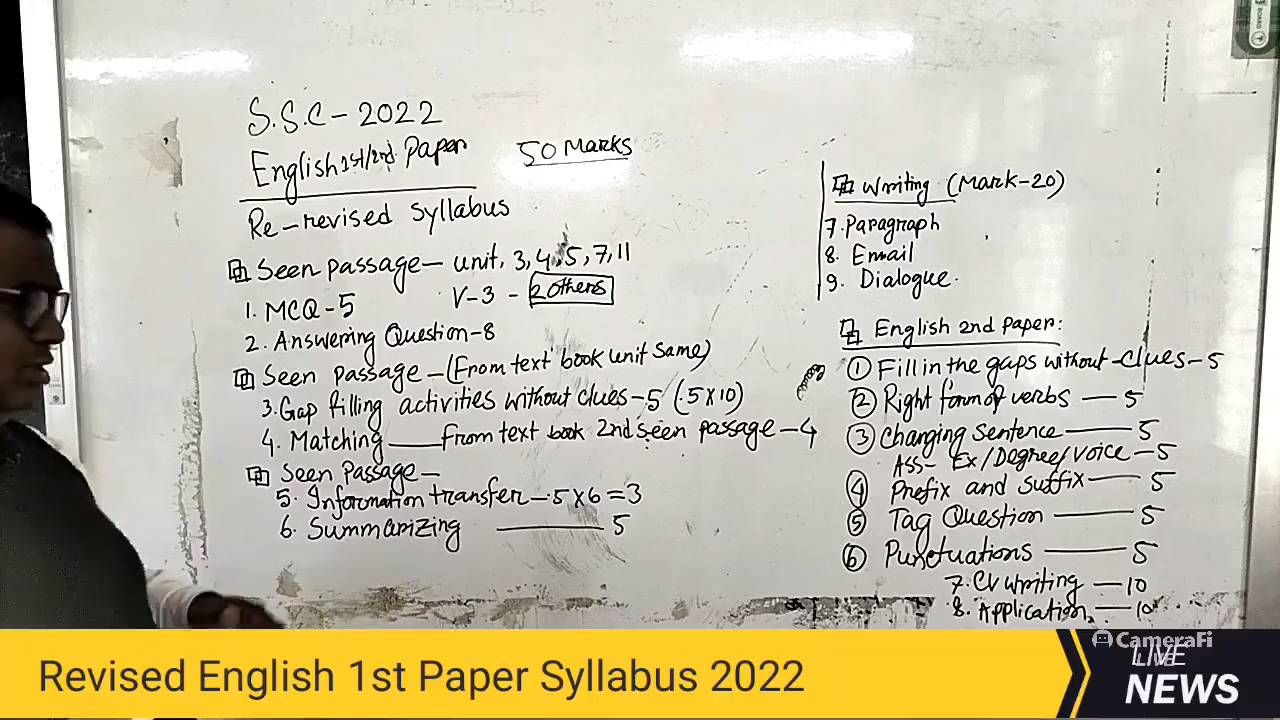 S.S.C - 2022
English 1st/2nd Paper
50 Marks
Re-revised Syllabus
Seen passage - unit, 3, 4, 5, 7, 11
1. MCQ - 5
V-3 - 2 others
2. Answering Question - 8
Seen passage - (From text book unit same)
3. Gap filling activities without clues - 5 (.5 x 10)
4. Matching ___ From text book 2nd seen passage - 4
Seen Passage -
5. Information transfer - .5 x 6 = 3
6. Summarizing ___ 5
Writing (Mark-20)
7. Paragraph
8. Email
9. Dialogue.
English 2nd Paper:
① Fill in the gaps without - clues - 5
② Right form of verbs — 5
③ Changing Sentence — 5
Ass- Ex/Degree/Voice - 5
④ Prefix and suffix — 5
⑤ Tag Question — 5
⑥ Punctuations — 5
7. CV writing — 10
8. Application — 10
CameraFi
LIVE
Revised English 1st Paper Syllabus 2022
LIVE
NEWS